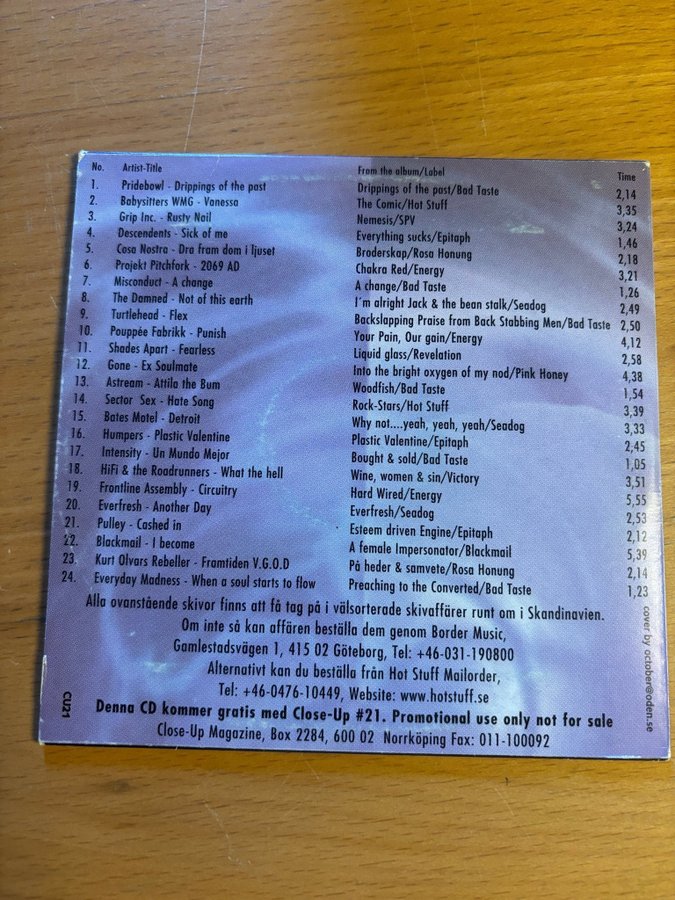 No. Artist-Title From the album/Label Time
1. Pridebowl - Drippings of the past Drippings of the past/Bad Taste 2,14
2. Babysitters WMG - Vanessa The Comic/Hot Stuff 3,35
3. Grip Inc. - Rusty Nail Nemesis/SPV 3,24
4. Descendents - Sick of me Everything sucks/Epitaph 1,46
5. Cosa Nostra - Dra fram dom i ljuset Broderskap/Rosa Honung 2,18
6. Projekt Pitchfork - 2069 AD Chakra Red/Energy 3,21
7. Misconduct - A change A change/Bad Taste 1,26
8. The Damned - Not of this earth I´m alright Jack & the bean stalk/Seadog 2,49
9. Turtlehead - Flex Backslapping Praise from Back Stabbing Men/Bad Taste 2,50
10. Pouppée Fabrikk - Punish Your Pain, Our gain/Energy 4,12
11. Shades Apart - Fearless Liquid glass/Revelation 2,58
12. Gone - Ex Soulmate Into the bright oxygen of my nod/Pink Honey 4,38
13. Astream - Attila the Bum Woodfish/Bad Taste 1,54
14. Sector Sex - Hate Song Rock-Stars/Hot Stuff 3,39
15. Bates Motel - Detroit Why not....yeah, yeah, yeah/Seadog 3,33
16. Humpers - Plastic Valentine Plastic Valentine/Epitaph 2,45
17. Intensity - Un Mundo Mejor Bought & sold/Bad Taste 1,05
18. HiFi & the Roadrunners - What the hell Wine, women & sin/Victory 3,51
19. Frontline Assembly - Circuitry Hard Wired/Energy 5,55
20. Everfresh - Another Day Everfresh/Seadog 2,53
21. Pulley - Cashed in Esteem driven Engine/Epitaph 2,12
22. Blackmail - I become A female Impersonator/Blackmail 5,39
23. Kurt Olvars Rebeller - Framtiden V.G.O.D På heder & samvete/Rosa Honung 2,14
24. Everyday Madness - When a soul starts to flow Preaching to the Converted/Bad Taste 1,23
Alla ovanstående skivor finns att få tag på i välsorterade skivaffärer runt om i Skandinavien.
Om inte så kan affären beställa dem genom Border Music,
Gamlestadsvägen 1, 415 02 Göteborg, Tel: +46-031-190800
Alternativt kan du beställa från Hot Stuff Mailorder,
Tel: +46-0476-10449, Website: www.hotstuff.se
Denna CD kommer gratis med Close-Up #21. Promotional use only not for sale
Close-Up Magazine, Box 2284, 600 02 Norrköping Fax: 011-100092
CU21
cover by october@oden.se